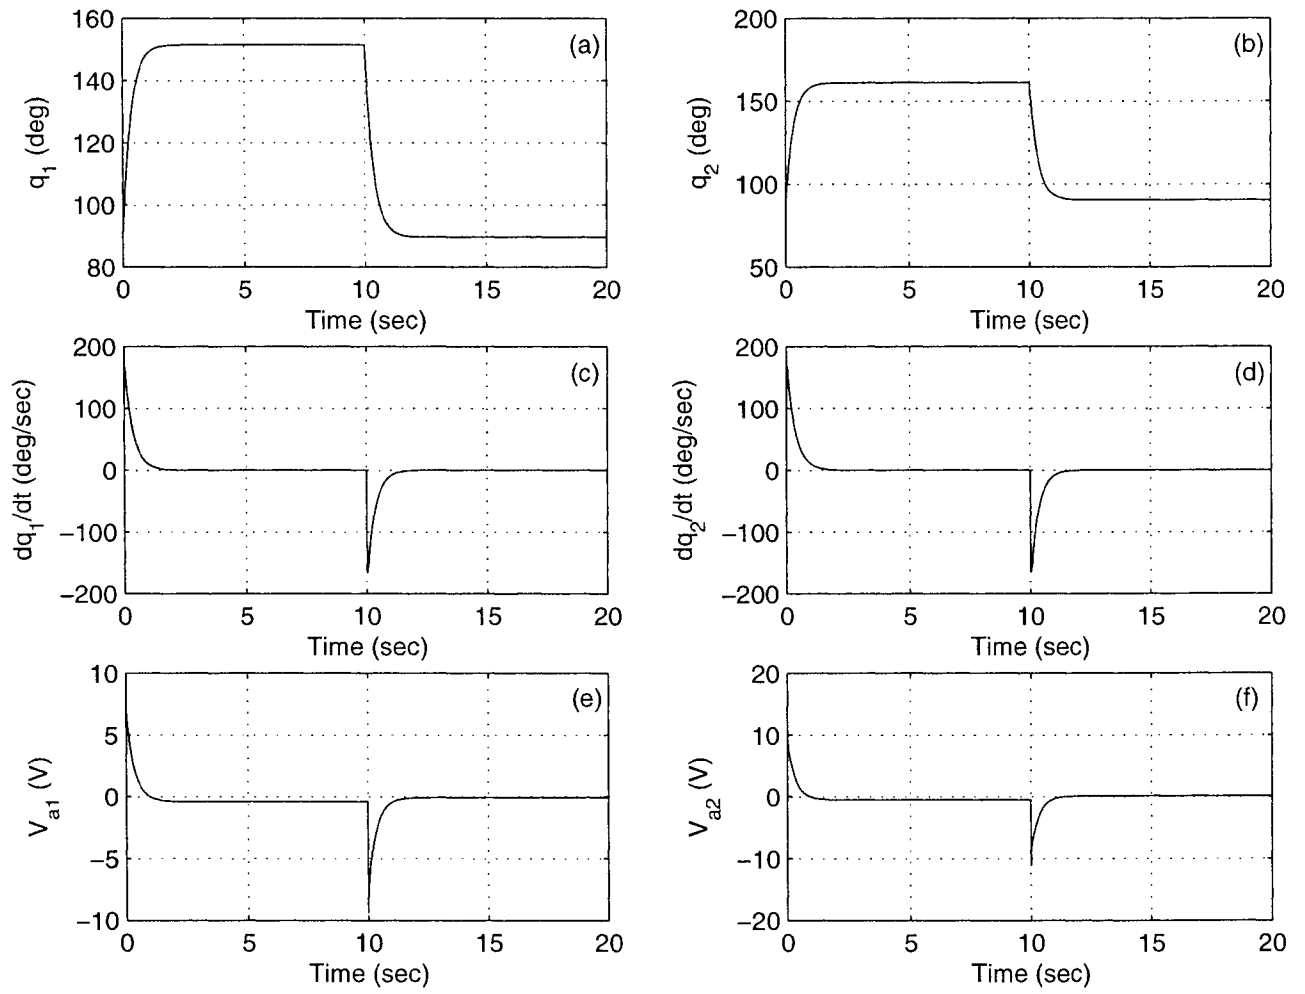 160
140
120
100
80
q1 (deg)
(a)
0 5 10 15 20
Time (sec)
200
150
100
50
q2 (deg)
(b)
0 5 10 15 20
Time (sec)
200
100
0
−100
−200
dq1/dt (deg/sec)
(c)
0 5 10 15 20
Time (sec)
200
100
0
−100
−200
dq2/dt (deg/sec)
(d)
0 5 10 15 20
Time (sec)
10
5
0
−5
−10
Va1 (V)
(e)
0 5 10 15 20
Time (sec)
20
10
0
−10
−20
Va2 (V)
(f)
0 5 10 15 20
Time (sec)